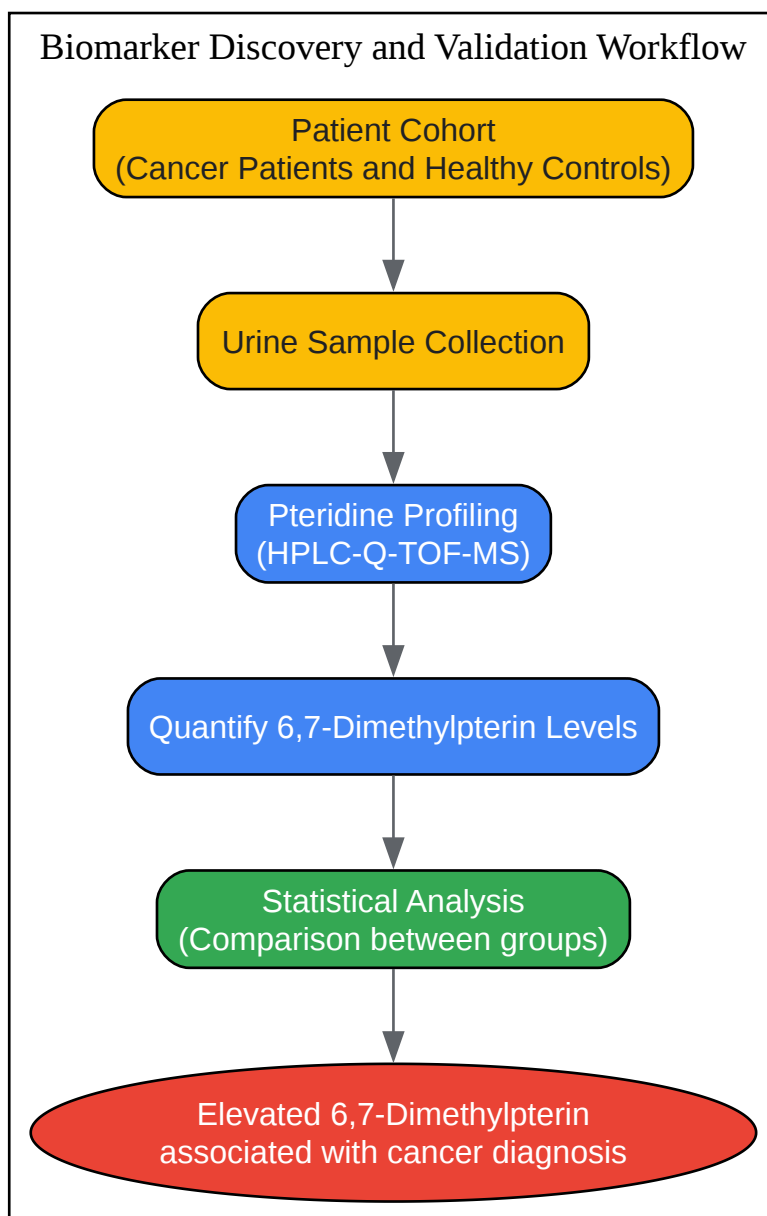 Biomarker Discovery and Validation Workflow
Patient Cohort
(Cancer Patients and Healthy Controls)
Urine Sample Collection
Pteridine Profiling
(HPLC-Q-TOF-MS)
Quantify 6,7-Dimethylpterin Levels
Statistical Analysis
(Comparison between groups)
Elevated 6,7-Dimethylpterin
associated with cancer diagnosis